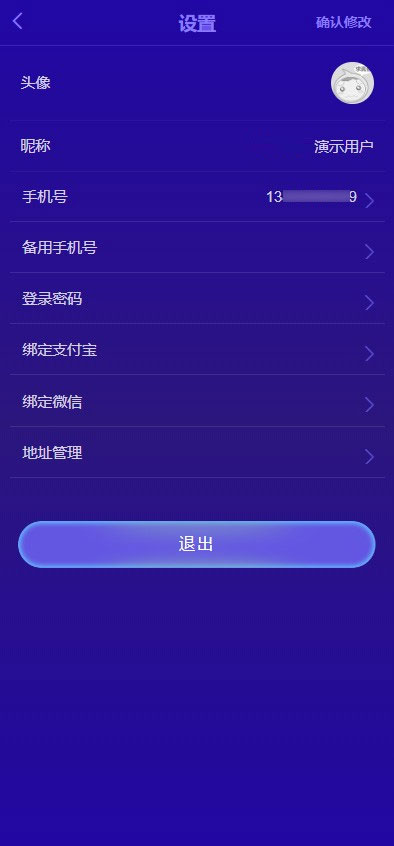 设置
确认修改
头像
昵称
演示用户
手机号
13 9
备用手机号
登录密码
绑定支付宝
绑定微信
地址管理
退出